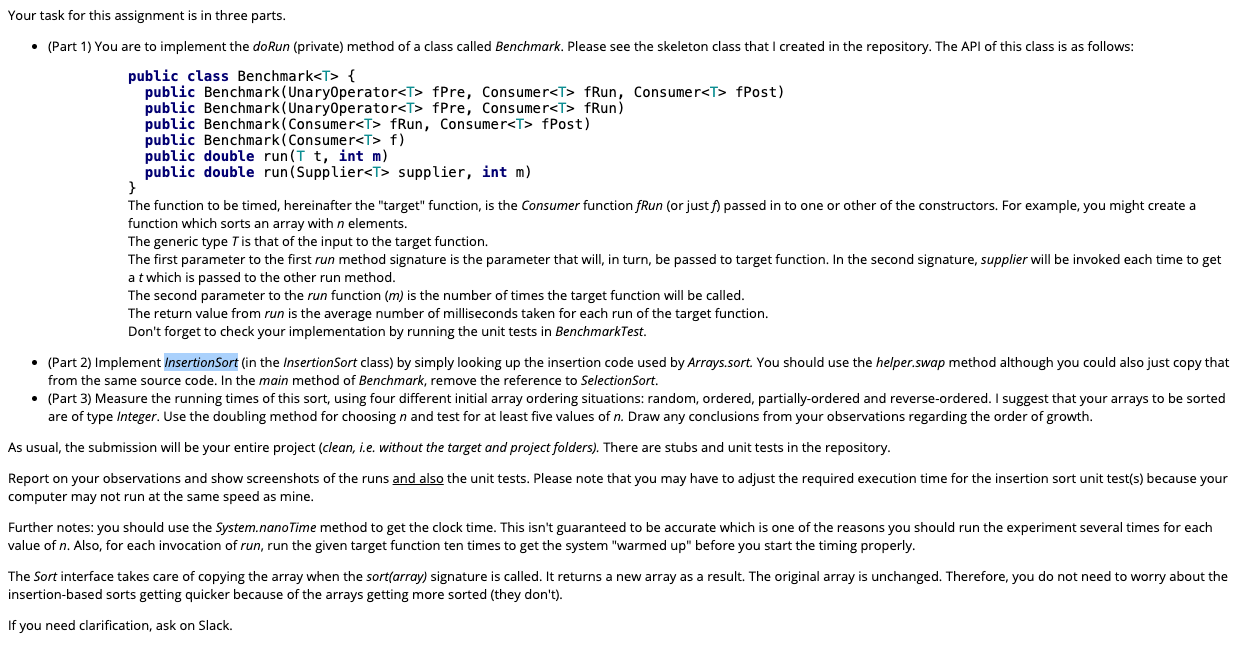 Your task for this assignment is in three parts.
• (Part 1) You are to implement the doRun (private) method of a class called Benchmark. Please see the skeleton class that I created in the repository. The API of this class is as follows:
public class Benchmark<T> {
public Benchmark(UnaryOperator<T> fPre, Consumer<T> fRun, Consumer<T> fPost)
public Benchmark(UnaryOperator<T> fPre, Consumer<T> fRun)
public Benchmark(Consumer<T> fRun, Consumer<T> fPost)
public Benchmark(Consumer<T> f)
public double run(T t, int m)
public double run(Supplier<T> supplier, int m)
}
The function to be timed, hereinafter the "target" function, is the Consumer function fRun (or just f) passed in to one or other of the constructors. For example, you might create a
function which sorts an array with n elements.
The generic type T is that of the input to the target function.
The first parameter to the first run method signature is the parameter that will, in turn, be passed to target function. In the second signature, supplier will be invoked each time to get
a t which is passed to the other run method.
The second parameter to the run function (m) is the number of times the target function will be called.
The return value from run is the average number of milliseconds taken for each run of the target function.
Don't forget to check your implementation by running the unit tests in BenchmarkTest.
• (Part 2) Implement InsertionSort (in the InsertionSort class) by simply looking up the insertion code used by Arrays.sort. You should use the helper.swap method although you could also just copy that
from the same source code. In the main method of Benchmark, remove the reference to SelectionSort.
• (Part 3) Measure the running times of this sort, using four different initial array ordering situations: random, ordered, partially-ordered and reverse-ordered. I suggest that your arrays to be sorted
are of type Integer. Use the doubling method for choosing n and test for at least five values of n. Draw any conclusions from your observations regarding the order of growth.
As usual, the submission will be your entire project (clean, i.e. without the target and project folders). There are stubs and unit tests in the repository.
Report on your observations and show screenshots of the runs and also the unit tests. Please note that you may have to adjust the required execution time for the insertion sort unit test(s) because your
computer may not run at the same speed as mine.
Further notes: you should use the System.nanoTime method to get the clock time. This isn't guaranteed to be accurate which is one of the reasons you should run the experiment several times for each
value of n. Also, for each invocation of run, run the given target function ten times to get the system "warmed up" before you start the timing properly.
The Sort interface takes care of copying the array when the sort(array) signature is called. It returns a new array as a result. The original array is unchanged. Therefore, you do not need to worry about the
insertion-based sorts getting quicker because of the arrays getting more sorted (they don't).
If you need clarification, ask on Slack.